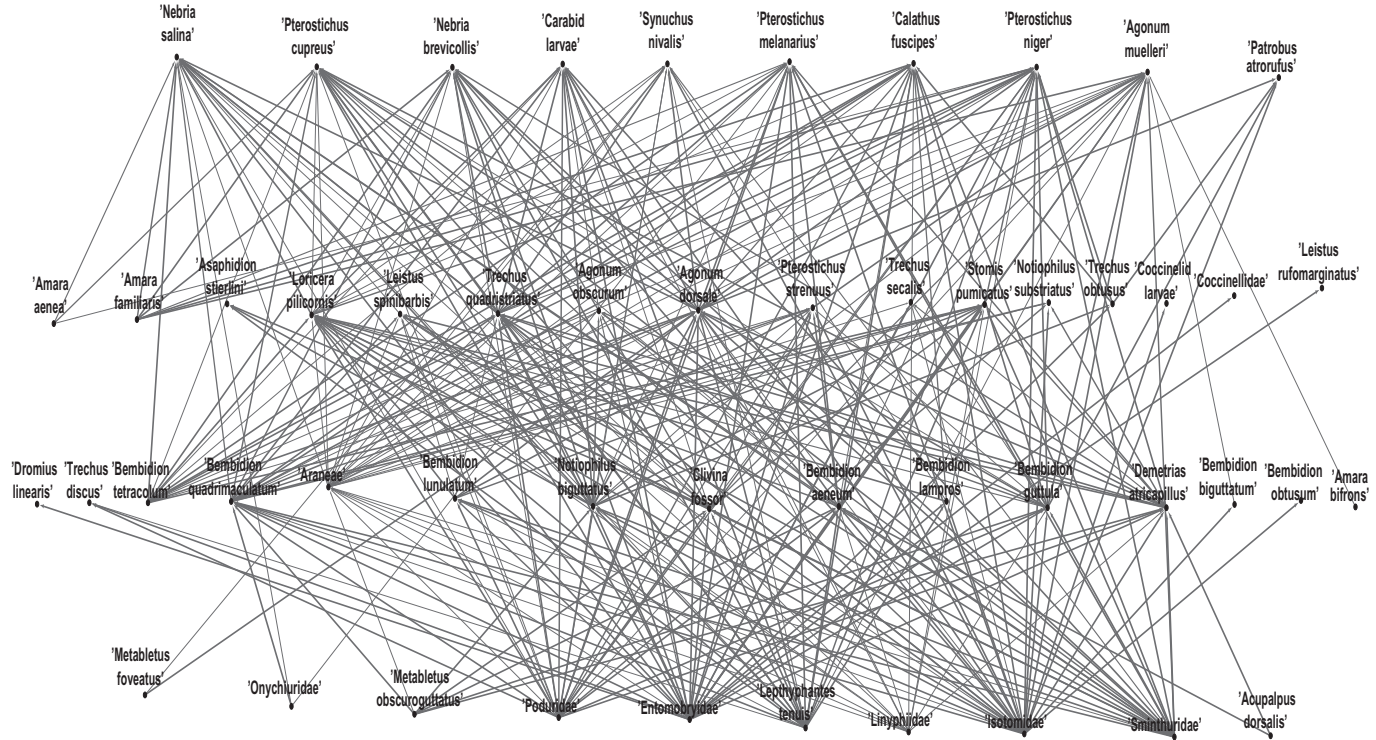 'Nebria
salina'
'Pterostichus
cupreus'
'Nebria
brevicollis'
'Carabid
larvae'
'Synuchus
nivalis'
'Pterostichus
melanarius'
'Calathus
fuscipes'
'Pterostichus
niger'
'Agonum
muelleri'
'Patrobus
atrorufus'
'Amara
aenea'
'Amara
familiaris'
'Asaphidion
stierlini'
'Loricera
pilicornis'
'Leistus
spinibarbis'
'Trechus
quadristriatus'
'Agonum
obscurum'
'Agonum
dorsale'
'Pterostichus
strenuus'
'Trechus
secalis'
'Stomis
pumicatus'
'Notiophilus
substriatus'
'Trechus
obtusus'
'Coccinelid
larvae'
'Coccinellidae'
'Leistus
rufomarginatus'
'Dromius
linearis'
'Trechus
discus'
'Bembidion
tetracolum'
'Bembidion
quadrimaculatum'
'Araneae'
'Bembidion
lunulatum'
'Notiophilus
biguttatus'
'Clivina
fossor'
'Bembidion
aeneum'
'Bembidion
lampros'
'Bembidion
guttula'
'Demetrias
atricapillus'
'Bembidion
biguttatum'
'Bembidion
obtusum'
'Amara
bifrons'
'Metabletus
foveatus'
'Onychiuridae'
'Metabletus
obscuroguttatus'
'Poduridae'
'Entomobryidae'
'Lepthyphantes
tenuis'
'Linyphiidae'
'Isotomidae'
'Sminthuridae'
'Acupalpus
dorsalis'